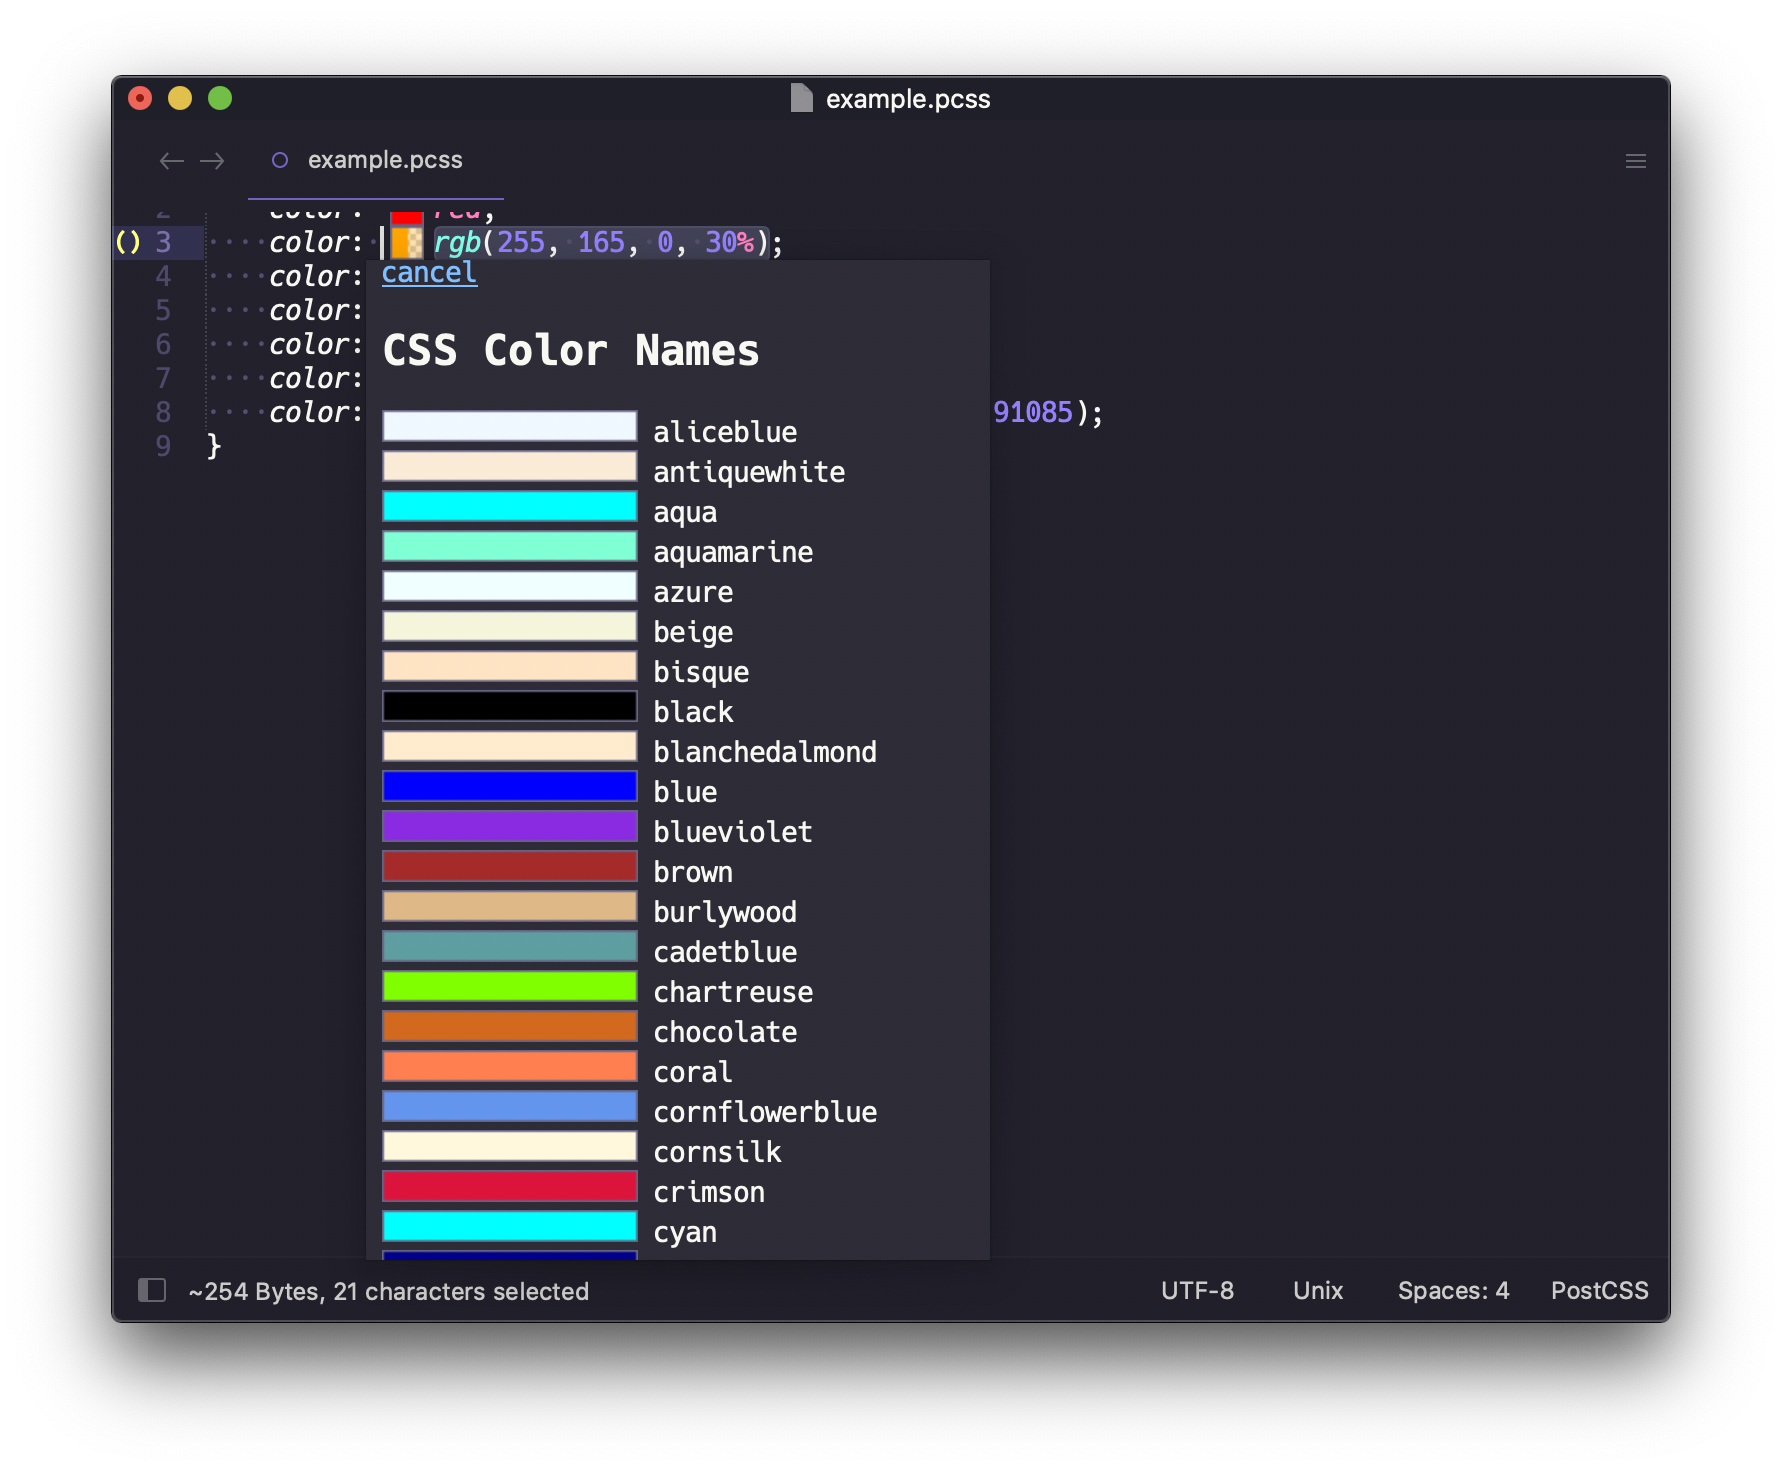 example.pcss
example.pcss
2 color: red;
() 3 color: rgb(255, 165, 0, 30%);
4 color:
5 color:
6 color:
7 color:
8 color: 91085);
9 }
cancel
CSS Color Names
aliceblue
antiquewhite
aqua
aquamarine
azure
beige
bisque
black
blanchedalmond
blue
blueviolet
brown
burlywood
cadetblue
chartreuse
chocolate
coral
cornflowerblue
cornsilk
crimson
cyan
~254 Bytes, 21 characters selected UTF-8 Unix Spaces: 4 PostCSS